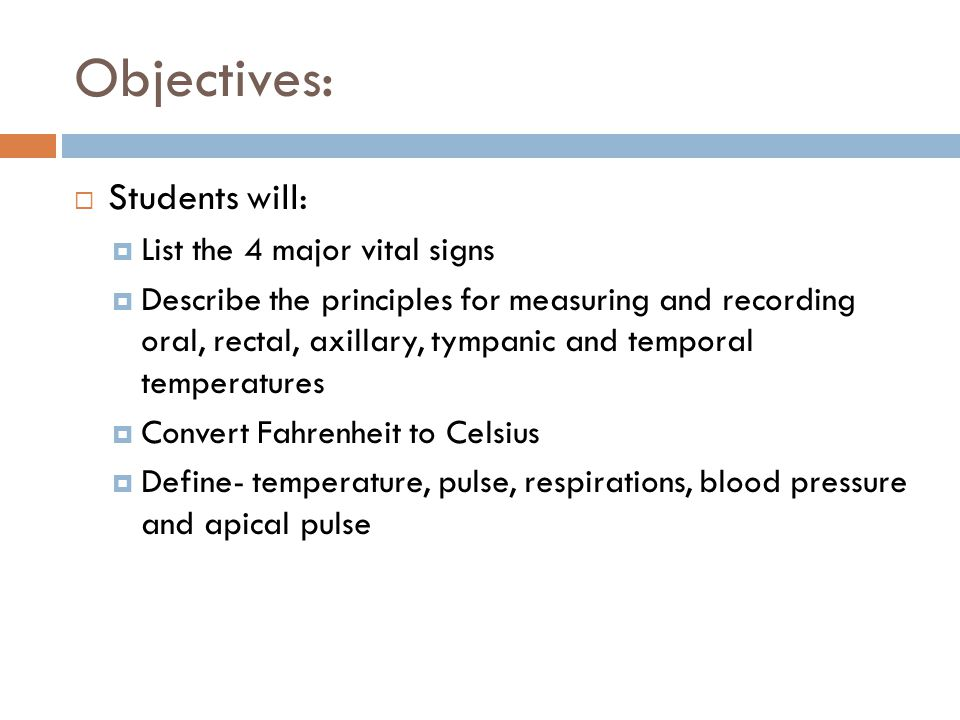 Objectives:
Students will:
List the 4 major vital signs
Describe the principles for measuring and recording
oral, rectal, axillary, tympanic and temporal
temperatures
Convert Fahrenheit to Celsius
Define- temperature, pulse, respirations, blood pressure
and apical pulse